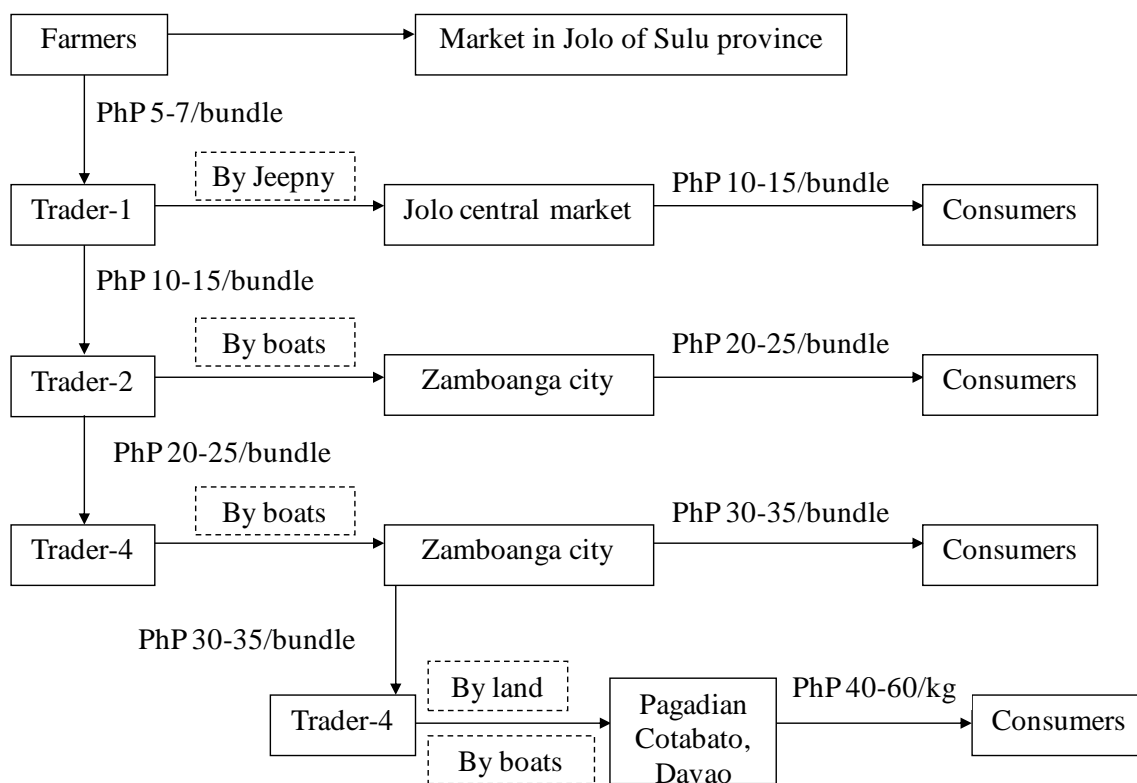 Farmers
Market in Jolo of Sulu province
PhP 5-7/bundle
By Jeepny
PhP 10-15/bundle
Trader-1
Jolo central market
Consumers
PhP 10-15/bundle
By boats
PhP 20-25/bundle
Trader-2
Zamboanga city
Consumers
PhP 20-25/bundle
By boats
PhP 30-35/bundle
Trader-4
Zamboanga city
Consumers
PhP 30-35/bundle
By land
PhP 40-60/kg
Trader-4
Pagadian
Cotabato,
Davao
Consumers
By boats